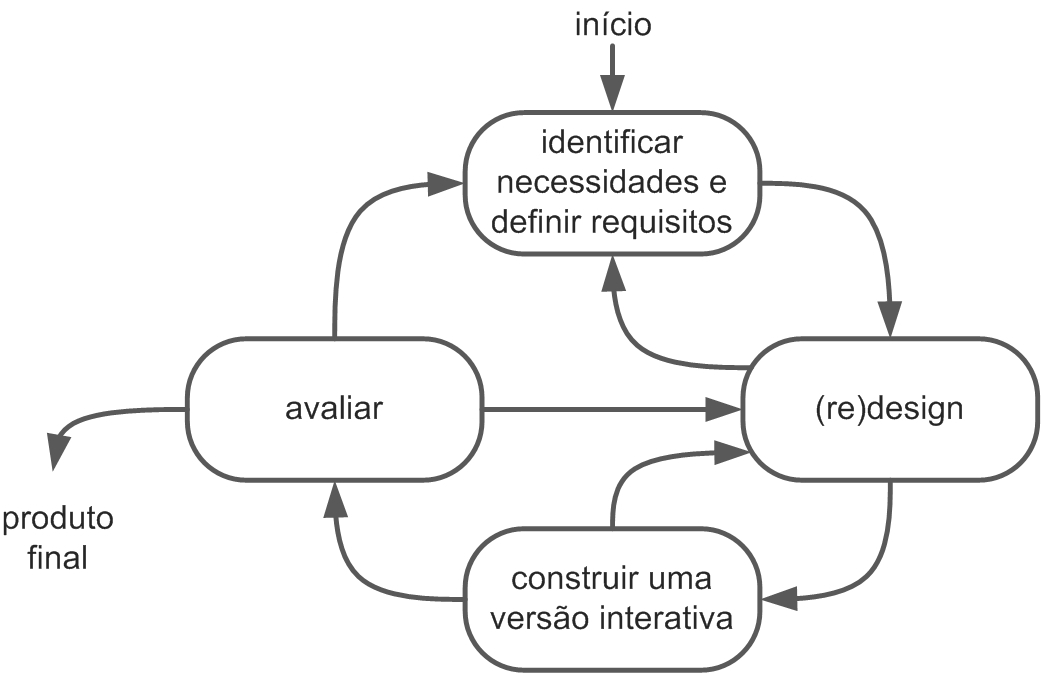 início
identificar
necessidades e
definir requisitos
avaliar
(re)design
produto
final
construir uma
versão interativa